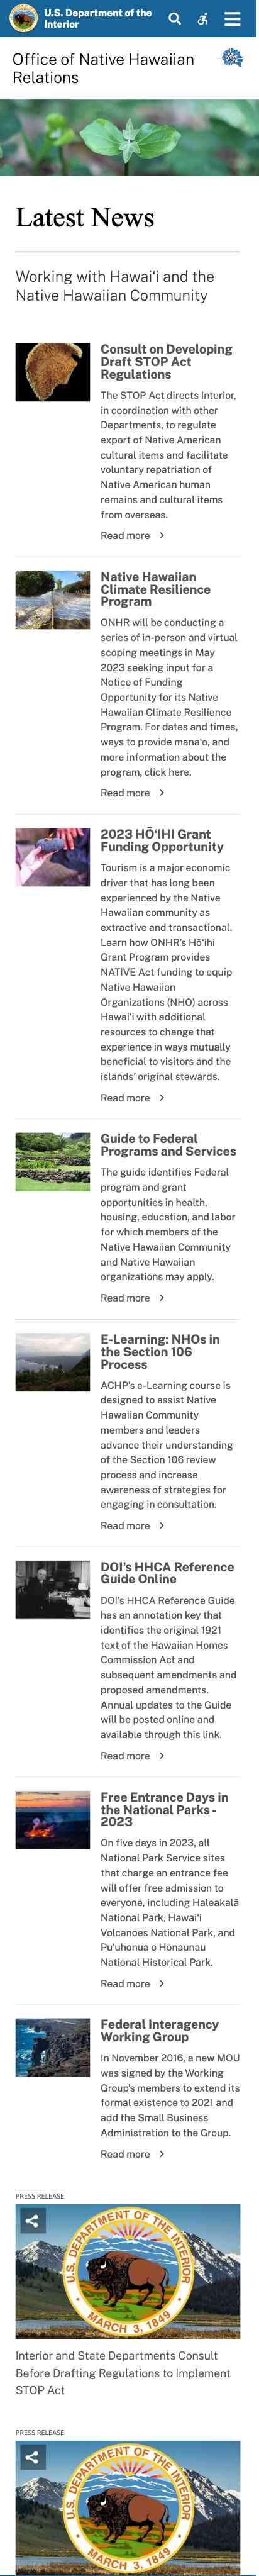 U.S. Department of the
Interior
Office of Native Hawaiian
Relations
Latest News
Working with Hawaiʻi and the
Native Hawaiian Community
Consult on Developing
Draft STOP Act
Regulations
The STOP Act directs Interior,
in coordination with other
Departments, to regulate
export of Native American
cultural items and facilitate
voluntary repatriation of
Native American human
remains and cultural items
from overseas.
Read more
Native Hawaiian
Climate Resilience
Program
ONHR will be conducting a
series of in-person and virtual
scoping meetings in May
2023 seeking input for a
Notice of Funding
Opportunity for its Native
Hawaiian Climate Resilience
Program. For dates and times,
ways to provide manaʻo, and
more information about the
program, click here.
Read more
2023 HŌʻIHI Grant
Funding Opportunity
Tourism is a major economic
driver that has long been
experienced by the Native
Hawaiian community as
extractive and transactional.
Learn how ONHR's Hōʻihi
Grant Program provides
NATIVE Act funding to equip
Native Hawaiian
Organizations (NHO) across
Hawaiʻi with additional
resources to change that
experience in ways mutually
beneficial to visitors and the
islands' original stewards.
Read more
Guide to Federal
Programs and Services
The guide identifies Federal
program and grant
opportunities in health,
housing, education, and labor
for which members of the
Native Hawaiian Community
and Native Hawaiian
organizations may apply.
Read more
E-Learning: NHOs in
the Section 106
Process
ACHP's e-Learning course is
designed to assist Native
Hawaiian Community
members and leaders
advance their understanding
of the Section 106 review
process and increase
awareness of strategies for
engaging in consultation.
Read more
DOI's HHCA Reference
Guide Online
DOI's HHCA Reference Guide
has an annotation key that
identifies the original 1921
text of the Hawaiian Homes
Commission Act and
subsequent amendments and
proposed amendments.
Annual updates to the Guide
will be posted online and
available through this link.
Read more
Free Entrance Days in
the National Parks -
2023
On five days in 2023, all
National Park Service sites
that charge an entrance fee
will offer free admission to
everyone, including Haleakalā
National Park, Hawaiʻi
Volcanoes National Park, and
Puʻuhonua o Hōnaunau
National Historical Park.
Read more
Federal Interagency
Working Group
In November 2016, a new MOU
was signed by the Working
Group's members to extend its
formal existence to 2021 and
add the Small Business
Administration to the Group.
Read more
PRESS RELEASE
U.S. DEPARTMENT OF THE INTERIOR
MARCH 3, 1849
Interior and State Departments Consult
Before Drafting Regulations to Implement
STOP Act
PRESS RELEASE
U.S. DEPARTMENT OF THE INTERIOR
MARCH 3, 1849